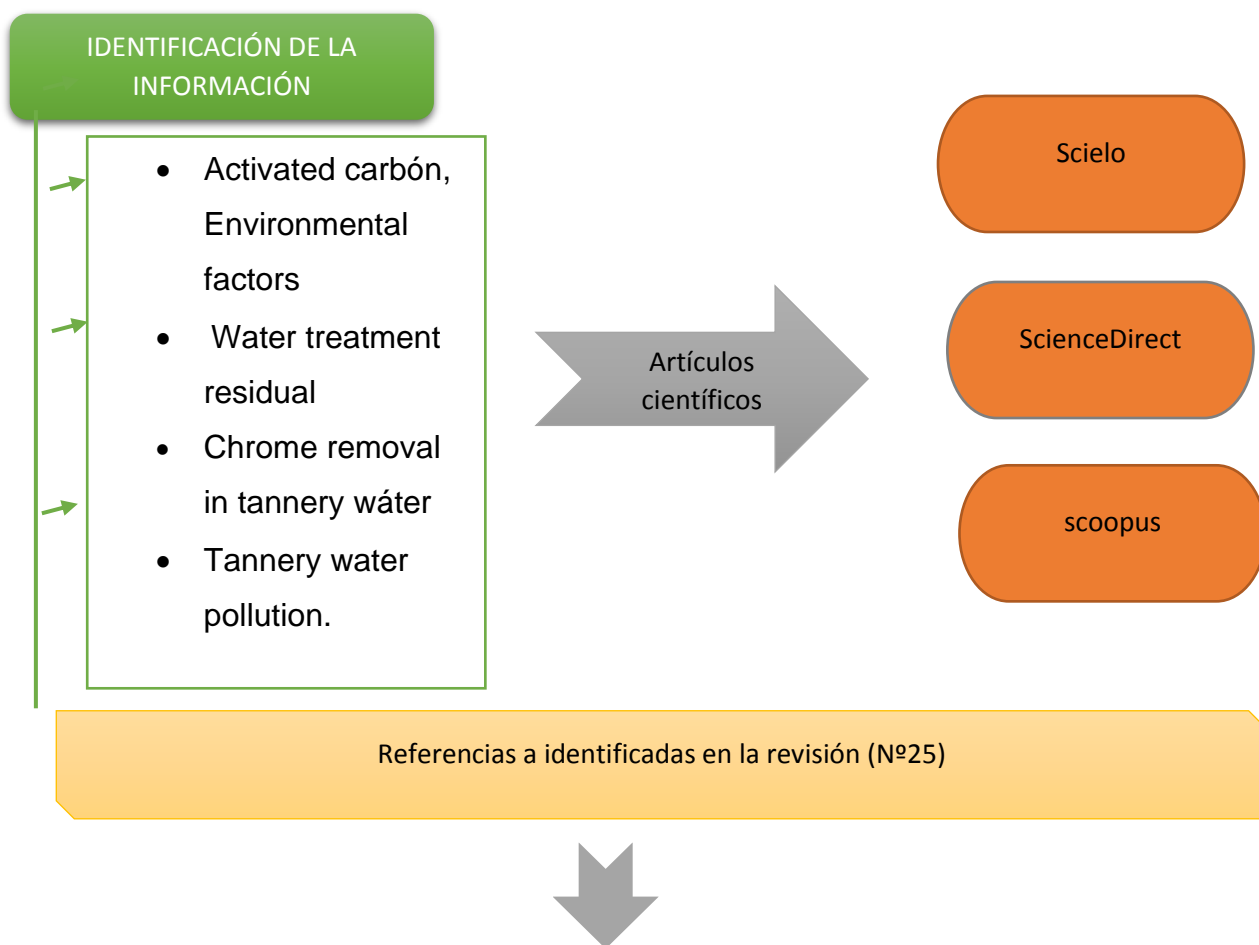 IDENTIFICACIÓN DE LA
INFORMACIÓN
• Activated carbón,
Environmental
factors
• Water treatment
residual
• Chrome removal
in tannery wáter
• Tannery water
pollution.
Artículos
científicos
Scielo
ScienceDirect
scoopus
Referencias a identificadas en la revisión (Nº25)